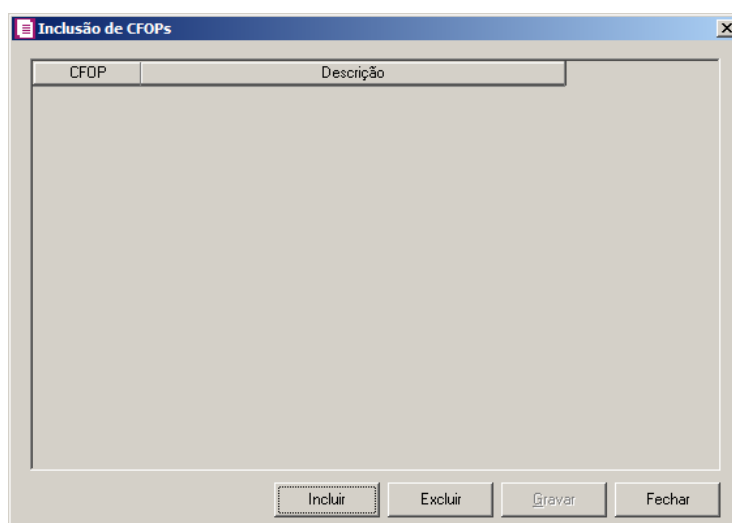 Inclusão de CFOPs
CFOP Descrição
Incluir Excluir Gravar Fechar